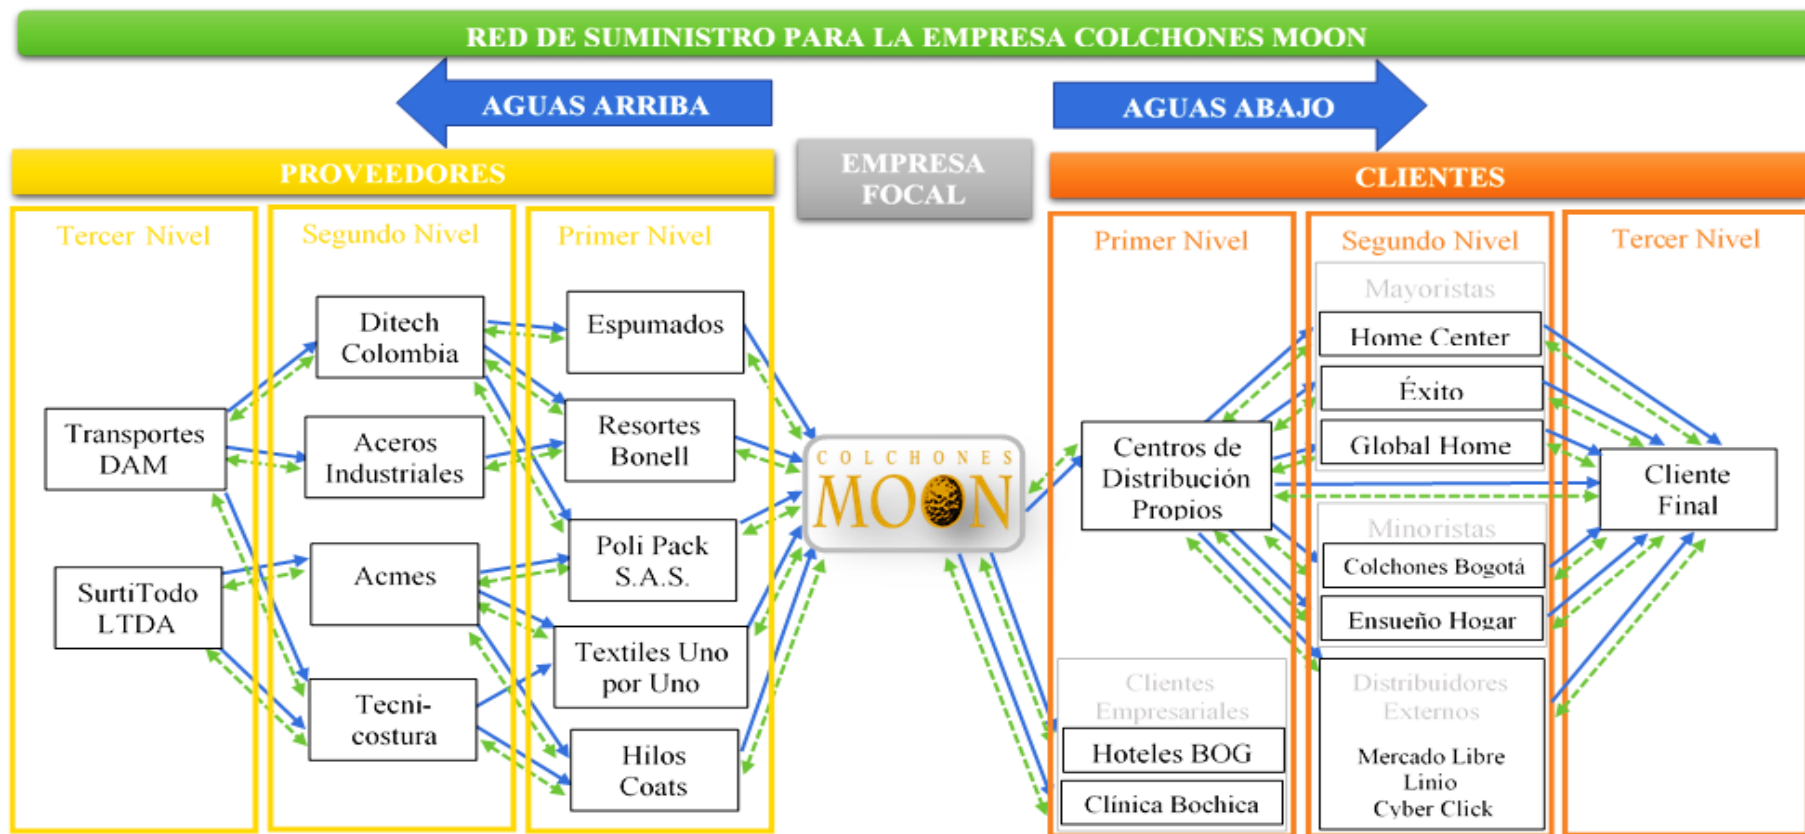 RED DE SUMINISTRO PARA LA EMPRESA COLCHONES MOON
AGUAS ARRIBA
AGUAS ABAJO
PROVEEDORES
EMPRESA
FOCAL
CLIENTES
Tercer Nivel
Segundo Nivel
Primer Nivel
Primer Nivel
Segundo Nivel
Tercer Nivel
Transportes
DAM
SurtiTodo
LTDA
Ditech
Colombia
Aceros
Industriales
Acmes
Tecni-
costura
Espumados
Resortes
Bonell
Poli Pack
S.A.S.
Textiles Uno
por Uno
Hilos
Coats
COLCHONES
MOON
Centros de
Distribución
Propios
Clientes
Empresariales
Hoteles BOG
Clínica Bochica
Mayoristas
Home Center
Éxito
Global Home
Minoristas
Colchones Bogotá
Ensueño Hogar
Distribuidores
Externos
Mercado Libre
Linio
Cyber Click
Cliente
Final